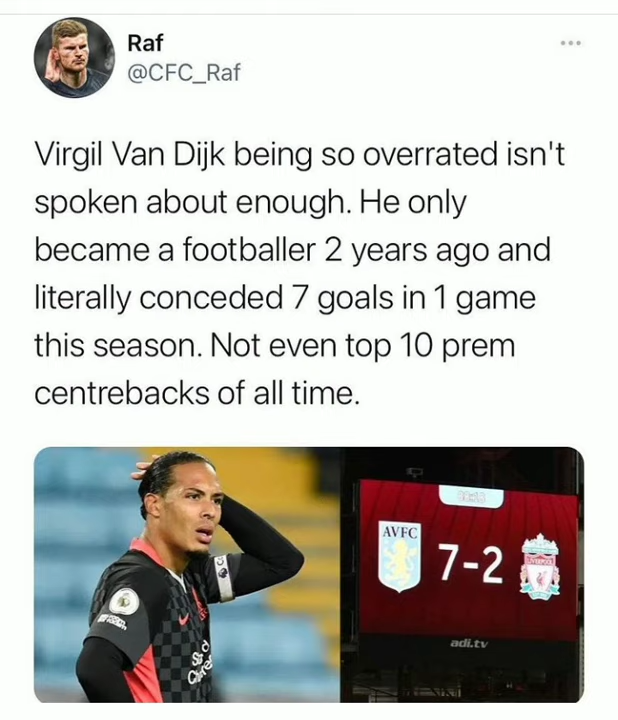 Raf
@CFC_Raf
Virgil Van Dijk being so overrated isn't
spoken about enough. He only
became a footballer 2 years ago and
literally conceded 7 goals in 1 game
this season. Not even top 10 prem
centrebacks of all time.
AVFC
7-2
adi.tv